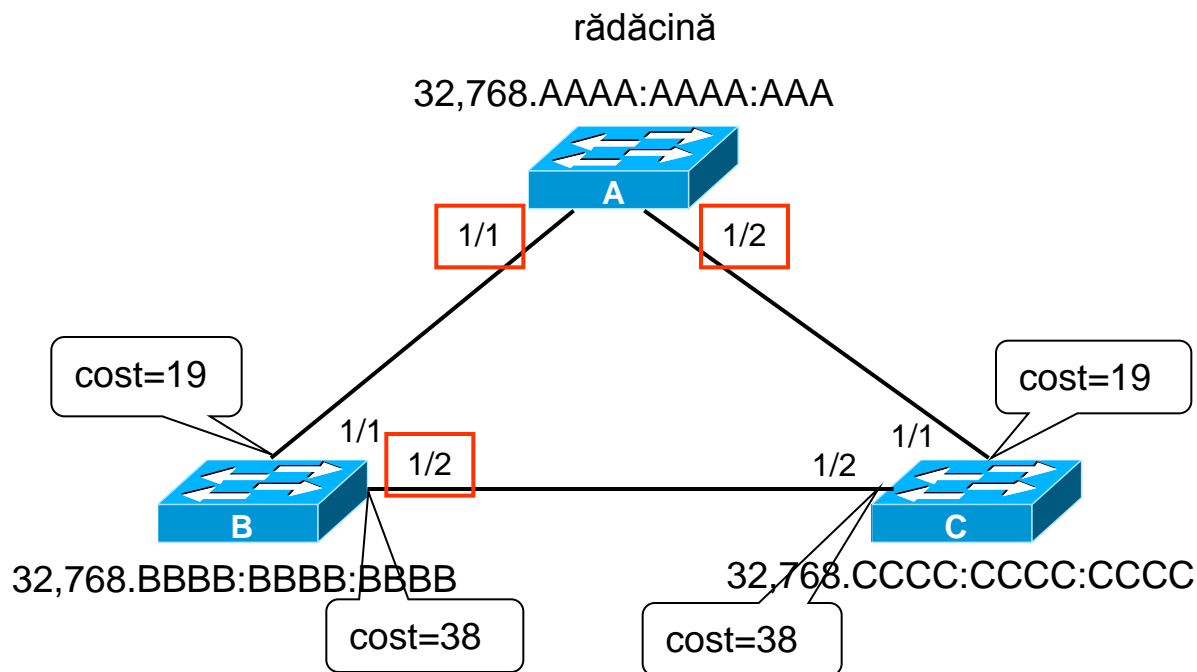 rădăcină
32,768.AAAA:AAAA:AAA
A
1/1
1/2
cost=19
cost=19
1/1
1/1
1/2
1/2
B
C
32,768.BBBB:BBBB:BBBB
32,768.CCCC:CCCC:CCCC
cost=38
cost=38